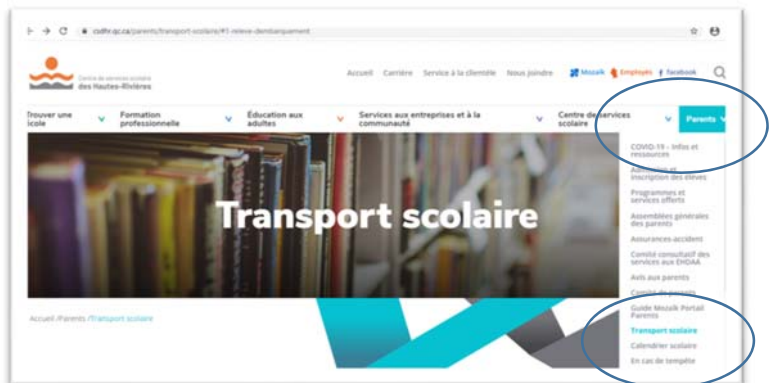 csdhr.qc.ca/parents/transport-scolaire/#1-releve-dembarquement
Centre de services scolaire
des Hautes-Rivières
Accueil Carrière Service à la clientèle Nous joindre Mozaik Employés facebook
Trouver une école
Formation professionnelle
Éducation aux adultes
Services aux entreprises et à la communauté
Centre de services scolaire
Parents
COVID-19 - Infos et
ressources
Admission et
inscription des élèves
Programmes et
services offerts
Assemblées générales
des parents
Assurances-accident
Comité consultatif des
services aux EHDAA
Avis aux parents
Comité de parents
Guide Mozaïk Portail
Parents
Transport scolaire
Calendrier scolaire
En cas de tempête
Transport scolaire
Accueil /Parents /Transport scolaire